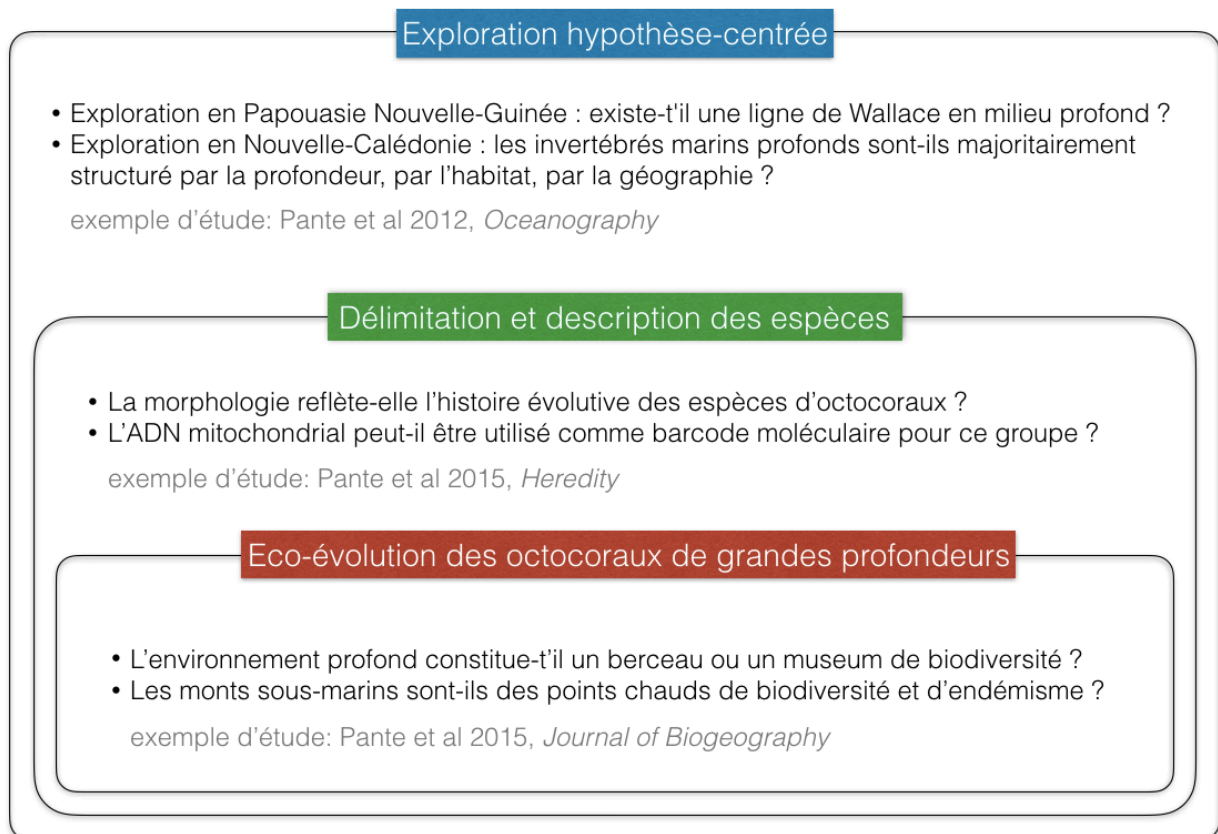 Exploration hypothèse-centrée
• Exploration en Papouasie Nouvelle-Guinée : existe-t'il une ligne de Wallace en milieu profond ?
• Exploration en Nouvelle-Calédonie : les invertébrés marins profonds sont-ils majoritairement
structuré par la profondeur, par l’habitat, par la géographie ?
exemple d’étude: Pante et al 2012, Oceanography
Délimitation et description des espèces
• La morphologie reflète-elle l’histoire évolutive des espèces d’octocoraux ?
• L’ADN mitochondrial peut-il être utilisé comme barcode moléculaire pour ce groupe ?
exemple d’étude: Pante et al 2015, Heredity
Eco-évolution des octocoraux de grandes profondeurs
• L’environnement profond constitue-t’il un berceau ou un museum de biodiversité ?
• Les monts sous-marins sont-ils des points chauds de biodiversité et d’endémisme ?
exemple d’étude: Pante et al 2015, Journal of Biogeography